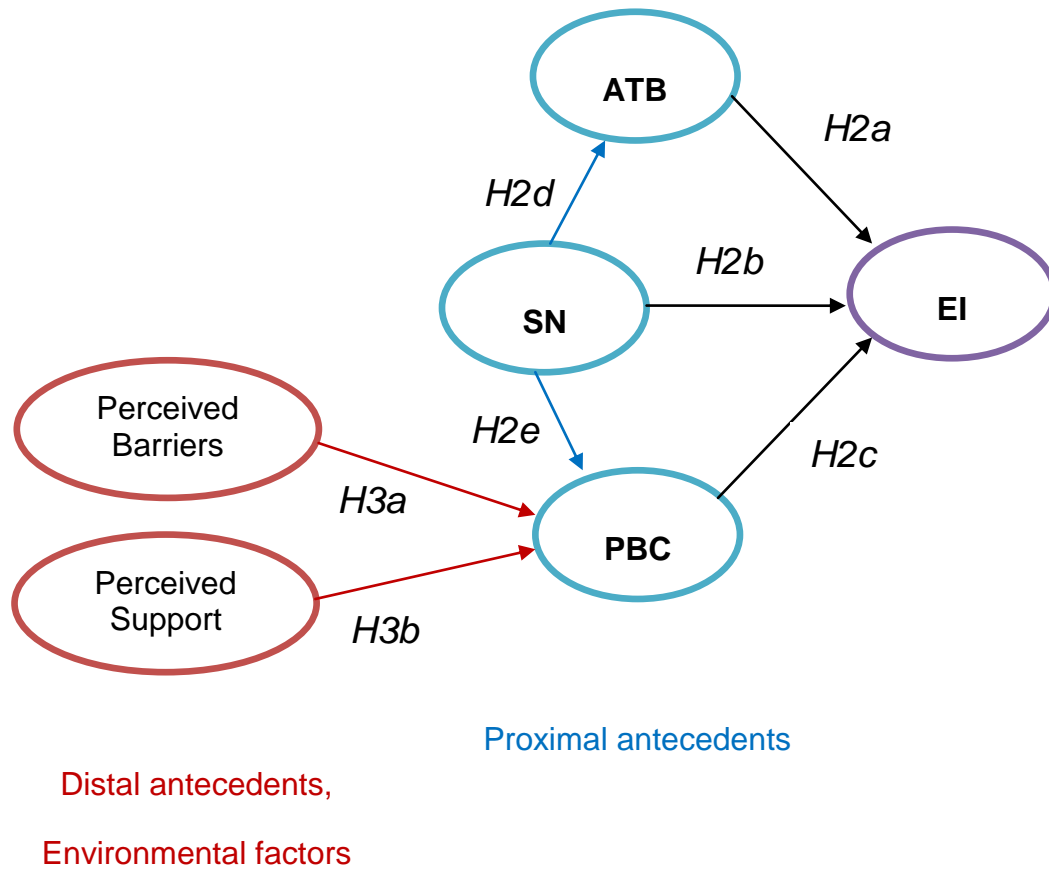 ATB
H2a
H2d
H2b
SN
EI
Perceived
Barriers
H2e
H2c
H3a
PBC
Perceived
Support
H3b
Proximal antecedents
Distal antecedents,
Environmental factors